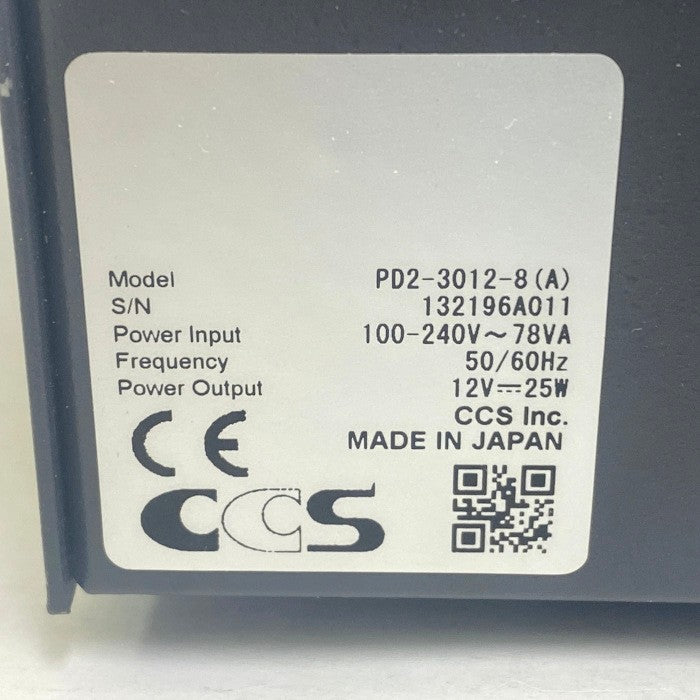 Model PD2-3012-8(A)
S/N 132196A011
Power Input 100-240V～78VA
Frequency 50/60Hz
Power Output 12V⎓25W
CCS Inc.
MADE IN JAPAN
CE
CCS